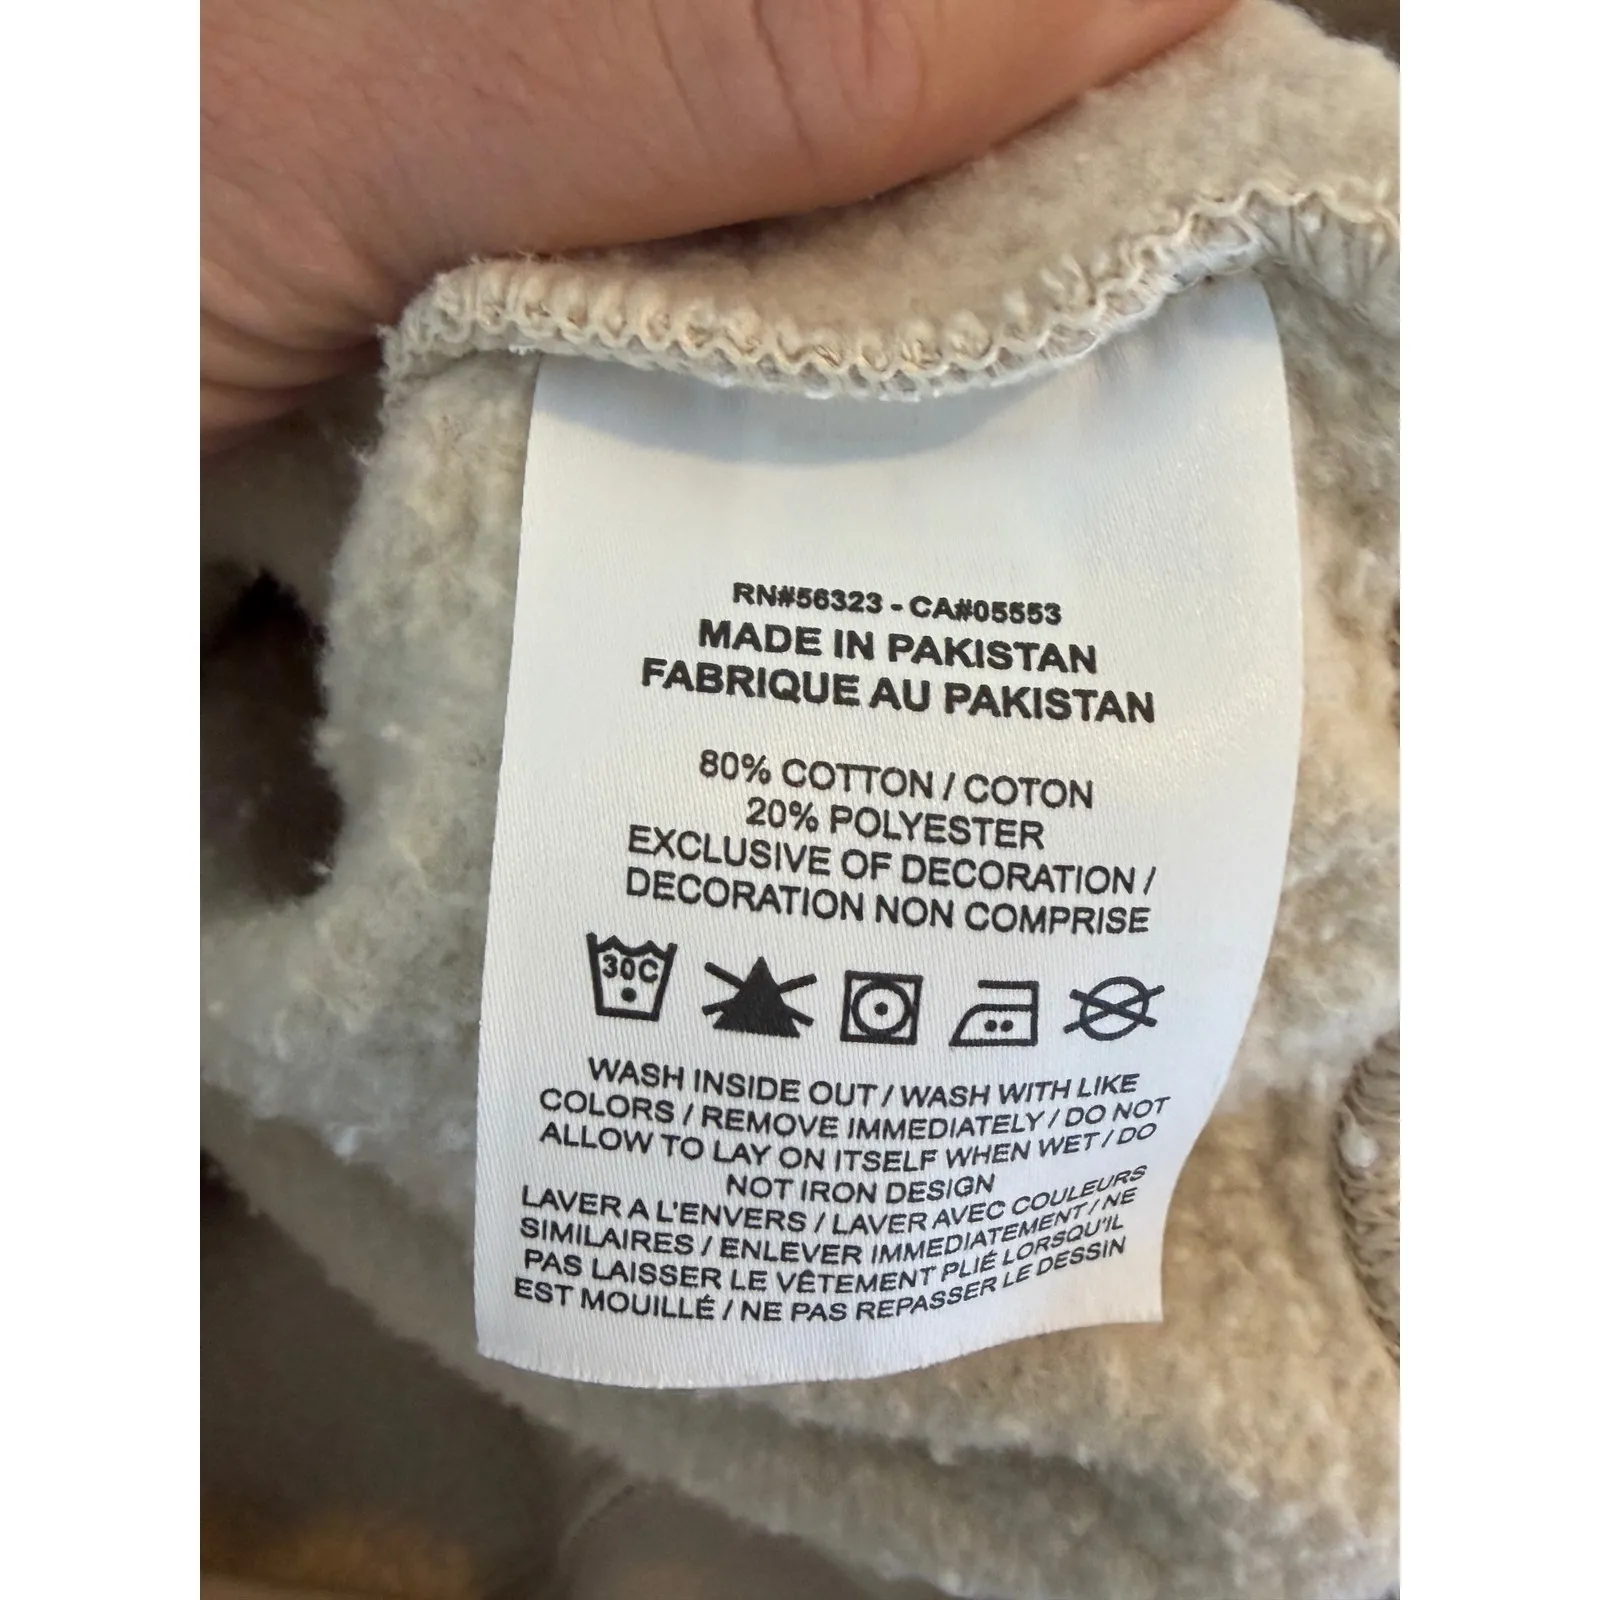 RN#56323 - CA#05553
MADE IN PAKISTAN
FABRIQUE AU PAKISTAN
80% COTTON / COTON
20% POLYESTER
EXCLUSIVE OF DECORATION /
DECORATION NON COMPRISE
30C
WASH INSIDE OUT / WASH WITH LIKE
COLORS / REMOVE IMMEDIATELY / DO NOT
ALLOW TO LAY ON ITSELF WHEN WET / DO
NOT IRON DESIGN
LAVER A L'ENVERS / LAVER AVEC COULEURS
SIMILAIRES / ENLEVER IMMEDIATEMENT / NE
PAS LAISSER LE VÊTEMENT PLIÉ LORSQU'IL
EST MOUILLÉ / NE PAS REPASSER LE DESSIN